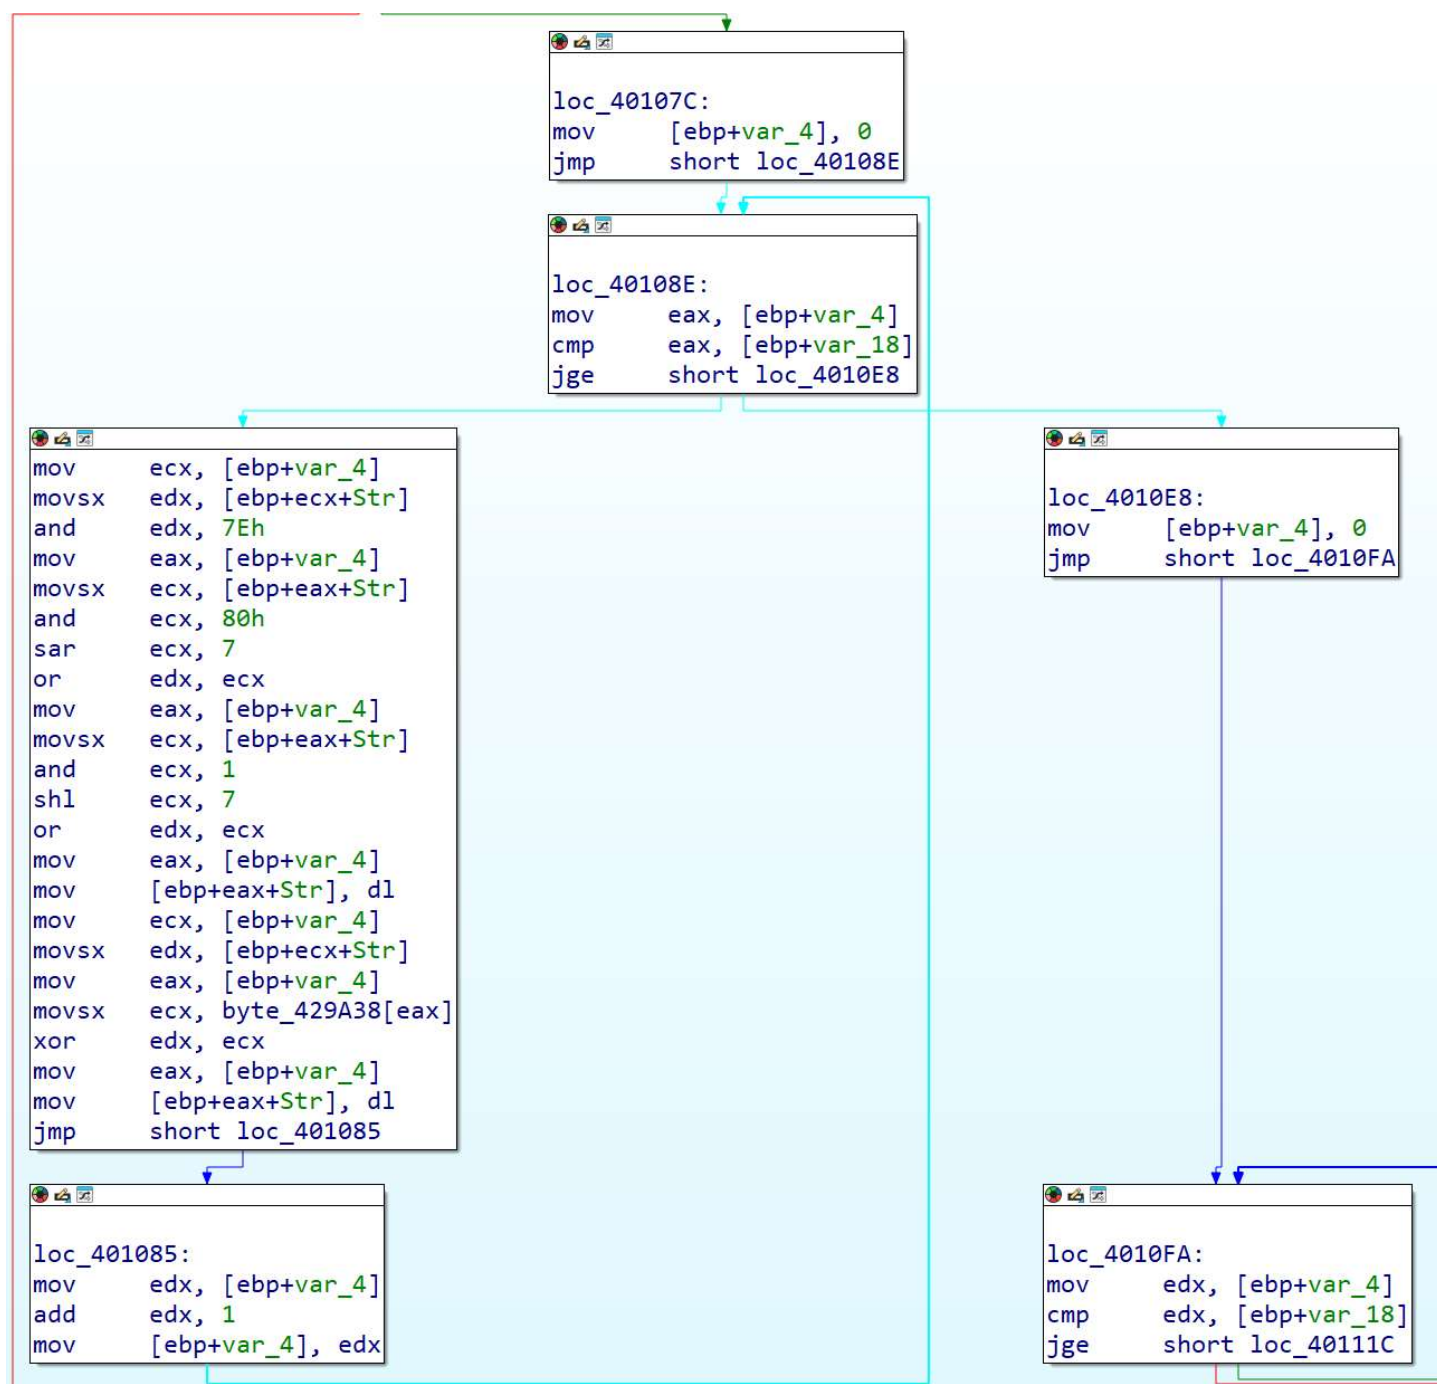 loc_40107C:
mov [ebp+var_4], 0
jmp short loc_40108E
loc_40108E:
mov eax, [ebp+var_4]
cmp eax, [ebp+var_18]
jge short loc_4010E8
mov ecx, [ebp+var_4]
movsx edx, [ebp+ecx+Str]
and edx, 7Eh
mov eax, [ebp+var_4]
movsx ecx, [ebp+eax+Str]
and ecx, 80h
sar ecx, 7
or edx, ecx
mov eax, [ebp+var_4]
movsx ecx, [ebp+eax+Str]
and ecx, 1
shl ecx, 7
or edx, ecx
mov eax, [ebp+var_4]
mov [ebp+eax+Str], dl
mov ecx, [ebp+var_4]
movsx edx, [ebp+ecx+Str]
mov eax, [ebp+var_4]
movsx ecx, byte_429A38[eax]
xor edx, ecx
mov eax, [ebp+var_4]
mov [ebp+eax+Str], dl
jmp short loc_401085
loc_401085:
mov edx, [ebp+var_4]
add edx, 1
mov [ebp+var_4], edx
loc_4010E8:
mov [ebp+var_4], 0
jmp short loc_4010FA
loc_4010FA:
mov edx, [ebp+var_4]
cmp edx, [ebp+var_18]
jge short loc_40111C